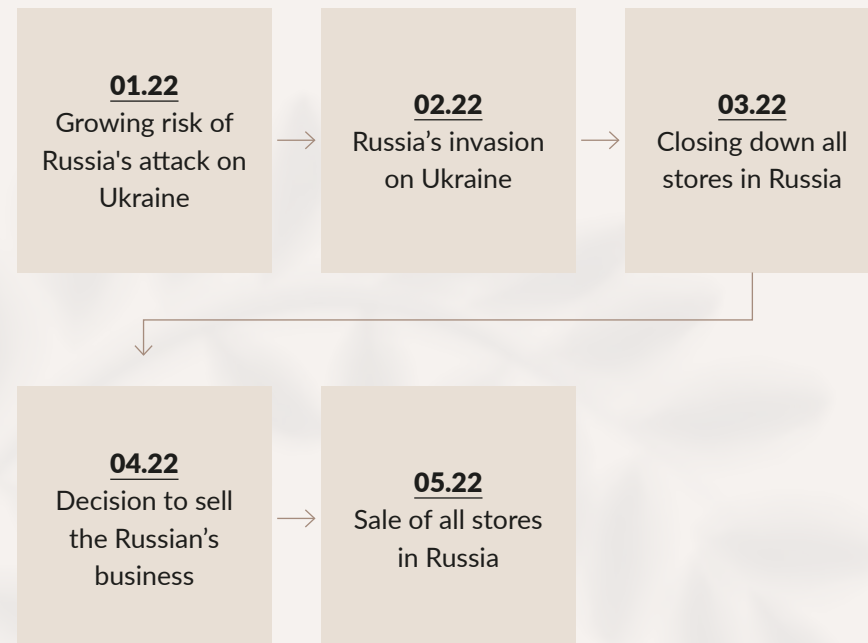 01.22
Growing risk of
Russia's attack on
Ukraine
02.22
Russia’s invasion
on Ukraine
03.22
Closing down all
stores in Russia
04.22
Decision to sell
the Russian’s
business
05.22
Sale of all stores
in Russia